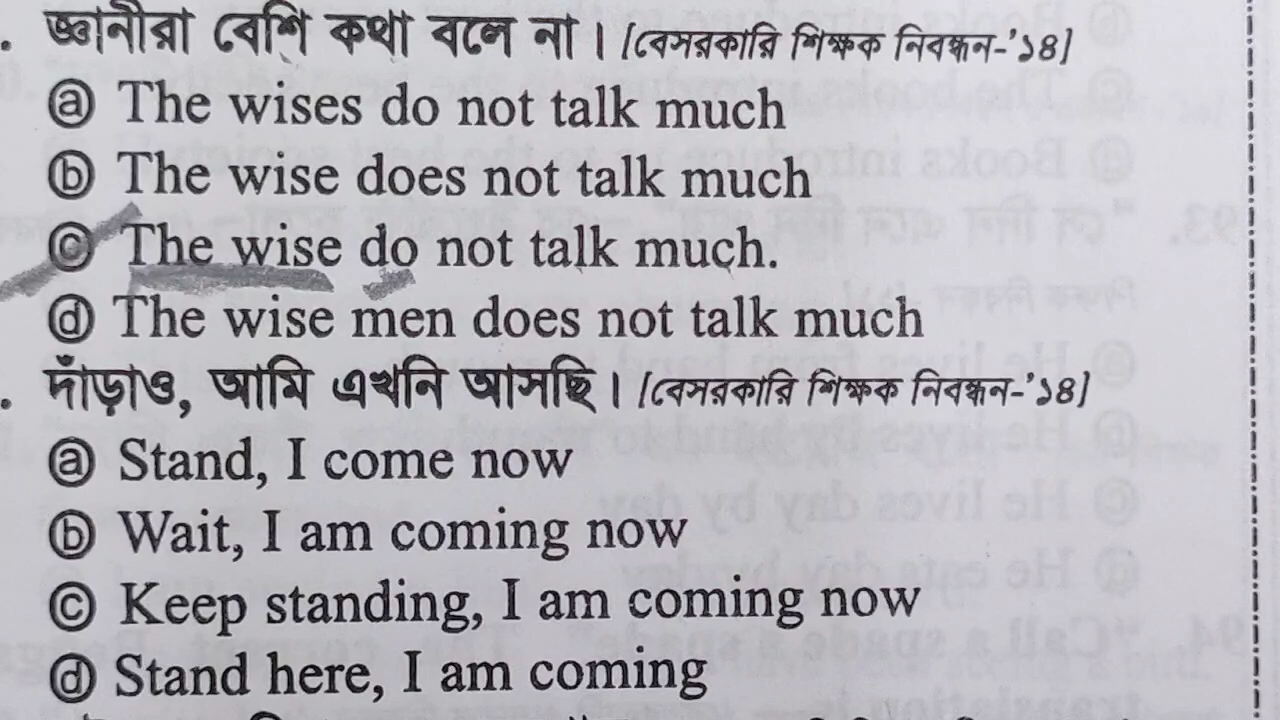 . জ্ঞানীরা বেশি কথা বলে না। [বেসরকারি শিক্ষক নিবন্ধন-’১৪]
ⓐ The wises do not talk much
ⓑ The wise does not talk much
ⓒ The wise do not talk much.
ⓓ The wise men does not talk much
. দাঁড়াও, আমি এখনি আসছি। [বেসরকারি শিক্ষক নিবন্ধন-’১৪]
ⓐ Stand, I come now
ⓑ Wait, I am coming now
ⓒ Keep standing, I am coming now
ⓓ Stand here, I am coming